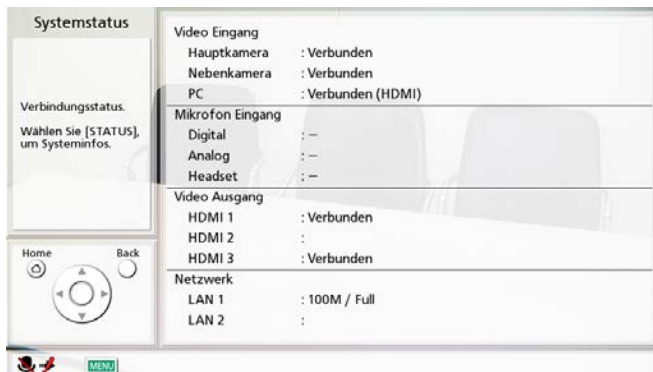 Systemstatus
Verbindungsstatus.
Wählen Sie [STATUS],
um Systeminfos.
Home Back
Video Eingang
Hauptkamera : Verbunden
Nebenkamera : Verbunden
PC : Verbunden (HDMI)
Mikrofon Eingang
Digital : –
Analog : –
Headset : –
Video Ausgang
HDMI 1 : Verbunden
HDMI 2 :
HDMI 3 : Verbunden
Netzwerk
LAN 1 : 100M / Full
LAN 2 :
MENU